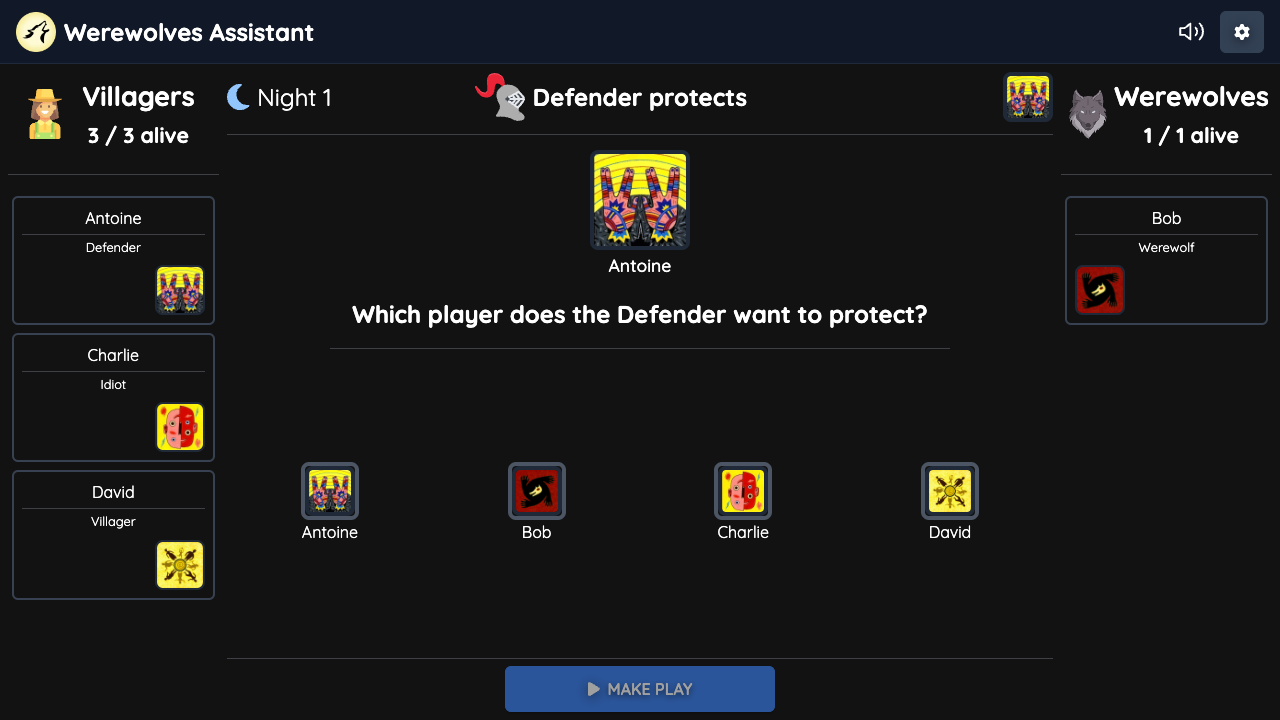 Werewolves Assistant
Villagers
3 / 3 alive
Night 1
Defender protects
Werewolves
1 / 1 alive
Antoine
Defender
Charlie
Idiot
David
Villager
Antoine
Which player does the Defender want to protect?
Antoine
Bob
Charlie
David
MAKE PLAY
Bob
Werewolf